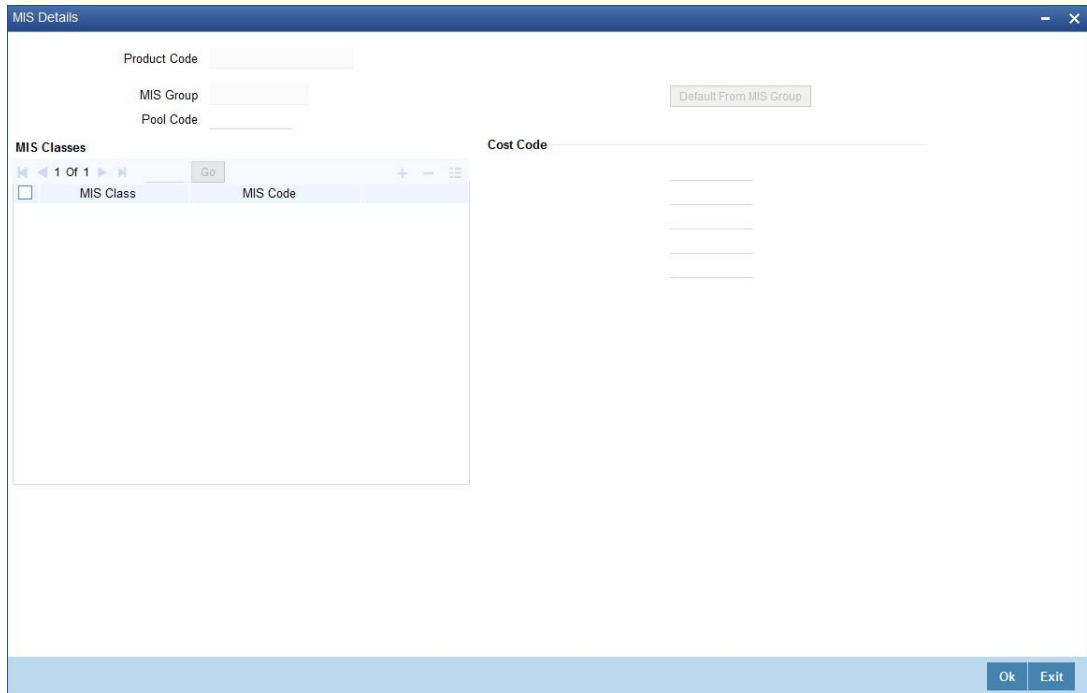 MIS Details
Product Code
MIS Group
Default From MIS Group
Pool Code
MIS Classes
Cost Code
1 Of 1
Go
MIS Class MIS Code
Ok Exit